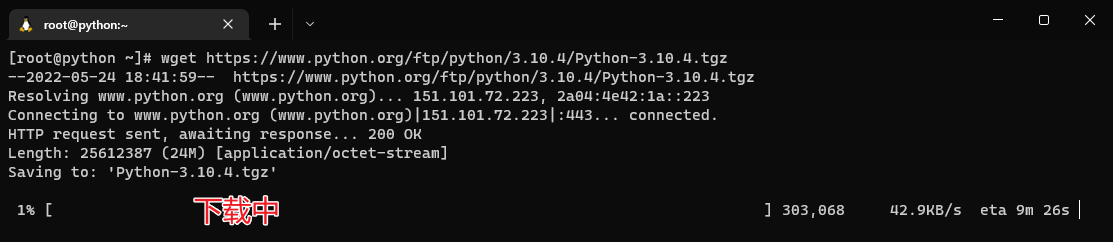 root@python:~
[root@python ~]# wget https://www.python.org/ftp/python/3.10.4/Python-3.10.4.tgz
--2022-05-24 18:41:59--  https://www.python.org/ftp/python/3.10.4/Python-3.10.4.tgz
Resolving www.python.org (www.python.org)... 151.101.72.223, 2a04:4e42:1a::223
Connecting to www.python.org (www.python.org)|151.101.72.223|:443... connected.
HTTP request sent, awaiting response... 200 OK
Length: 25612387 (24M) [application/octet-stream]
Saving to: 'Python-3.10.4.tgz'
1% [ 下载中 ] 303,068 42.9KB/s eta 9m 26s